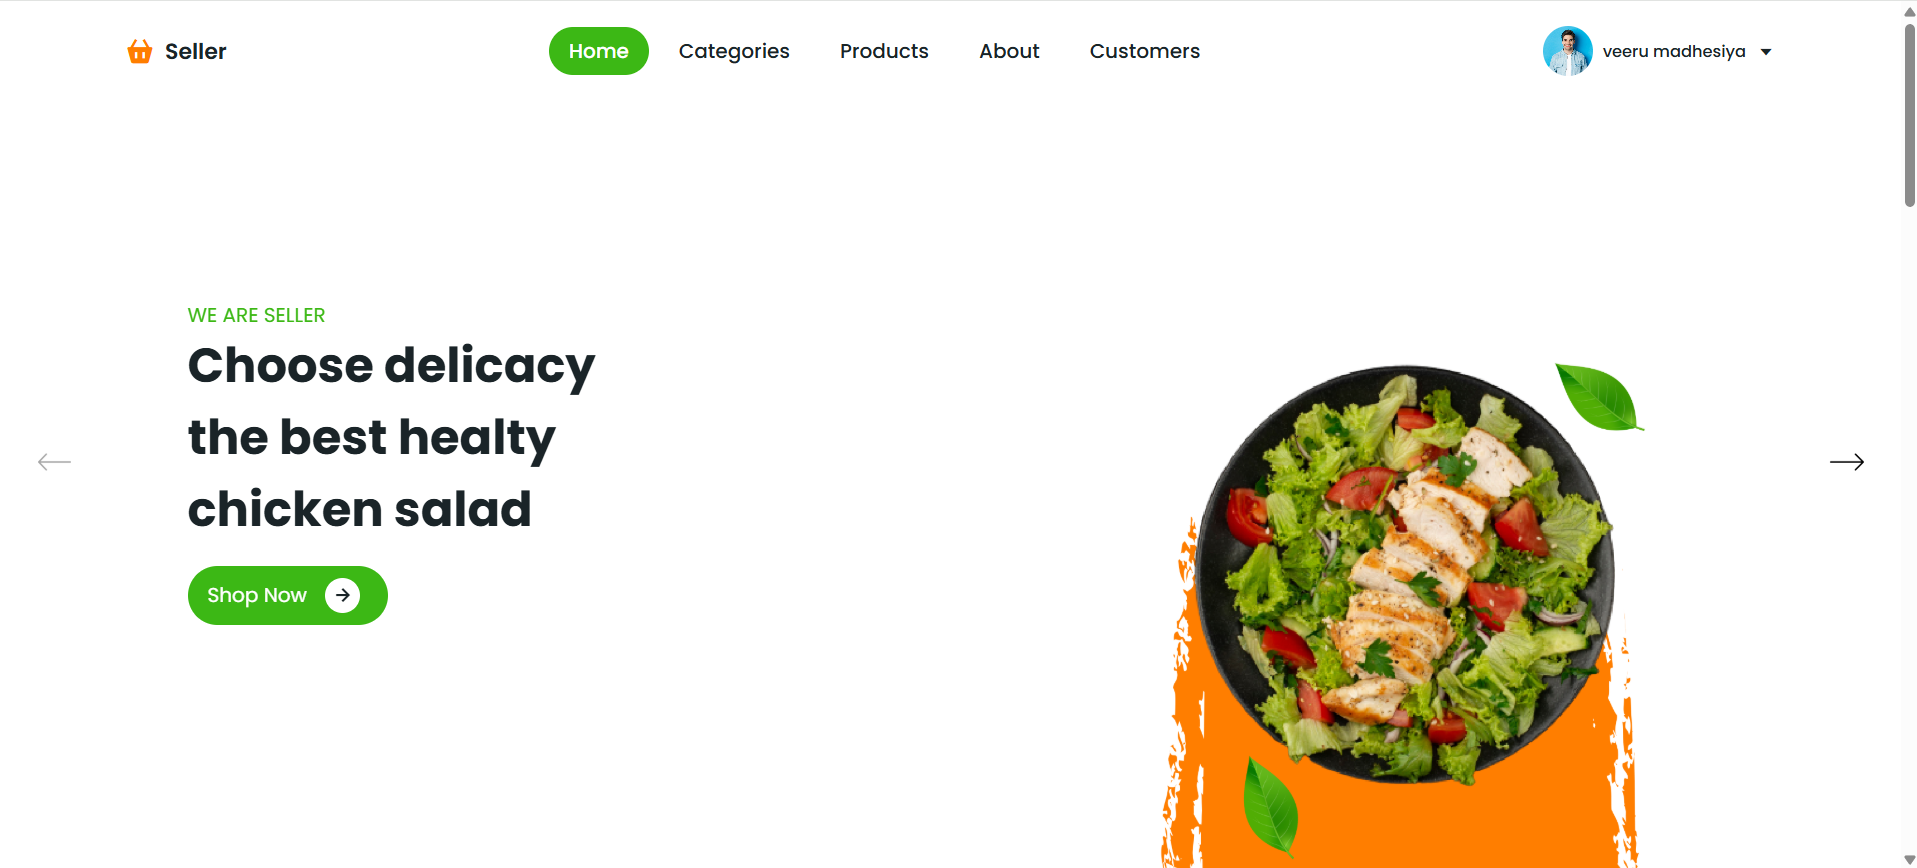 Seller
Home
Categories
Products
About
Customers
veeru madhesiya
WE ARE SELLER
Choose delicacy
the best healty
chicken salad
Shop Now